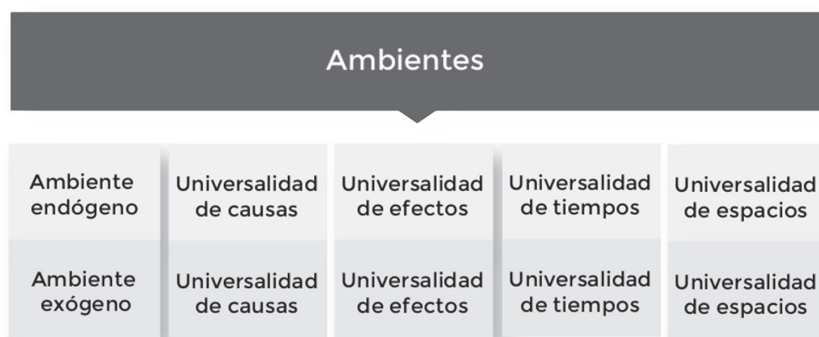 Ambientes
Ambiente
endógeno
Universalidad
de causas
Universalidad
de efectos
Universalidad
de tiempos
Universalidad
de espacios
Ambiente
exógeno
Universalidad
de causas
Universalidad
de efectos
Universalidad
de tiempos
Universalidad
de espacios